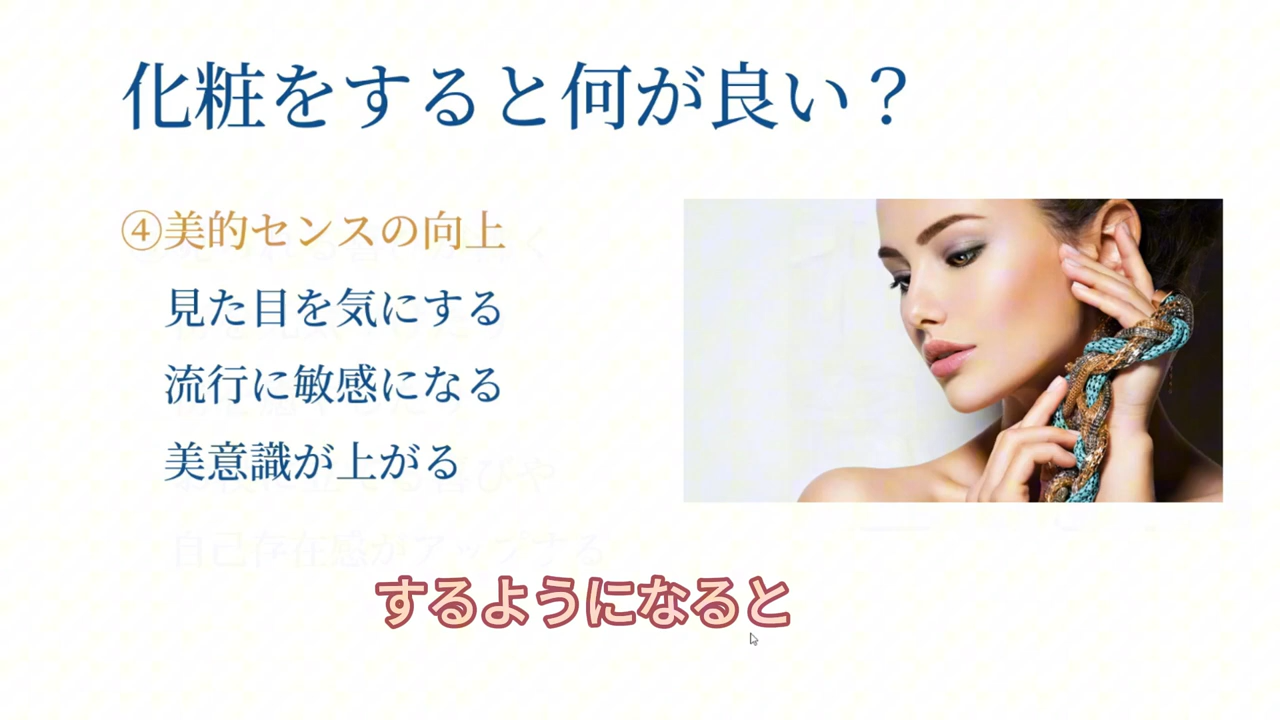 化粧をすると何が良い？
④美的センスの向上
見た目を気にする
流行に敏感になる
美意識が上がる
自己存在感がアップする
するようになると